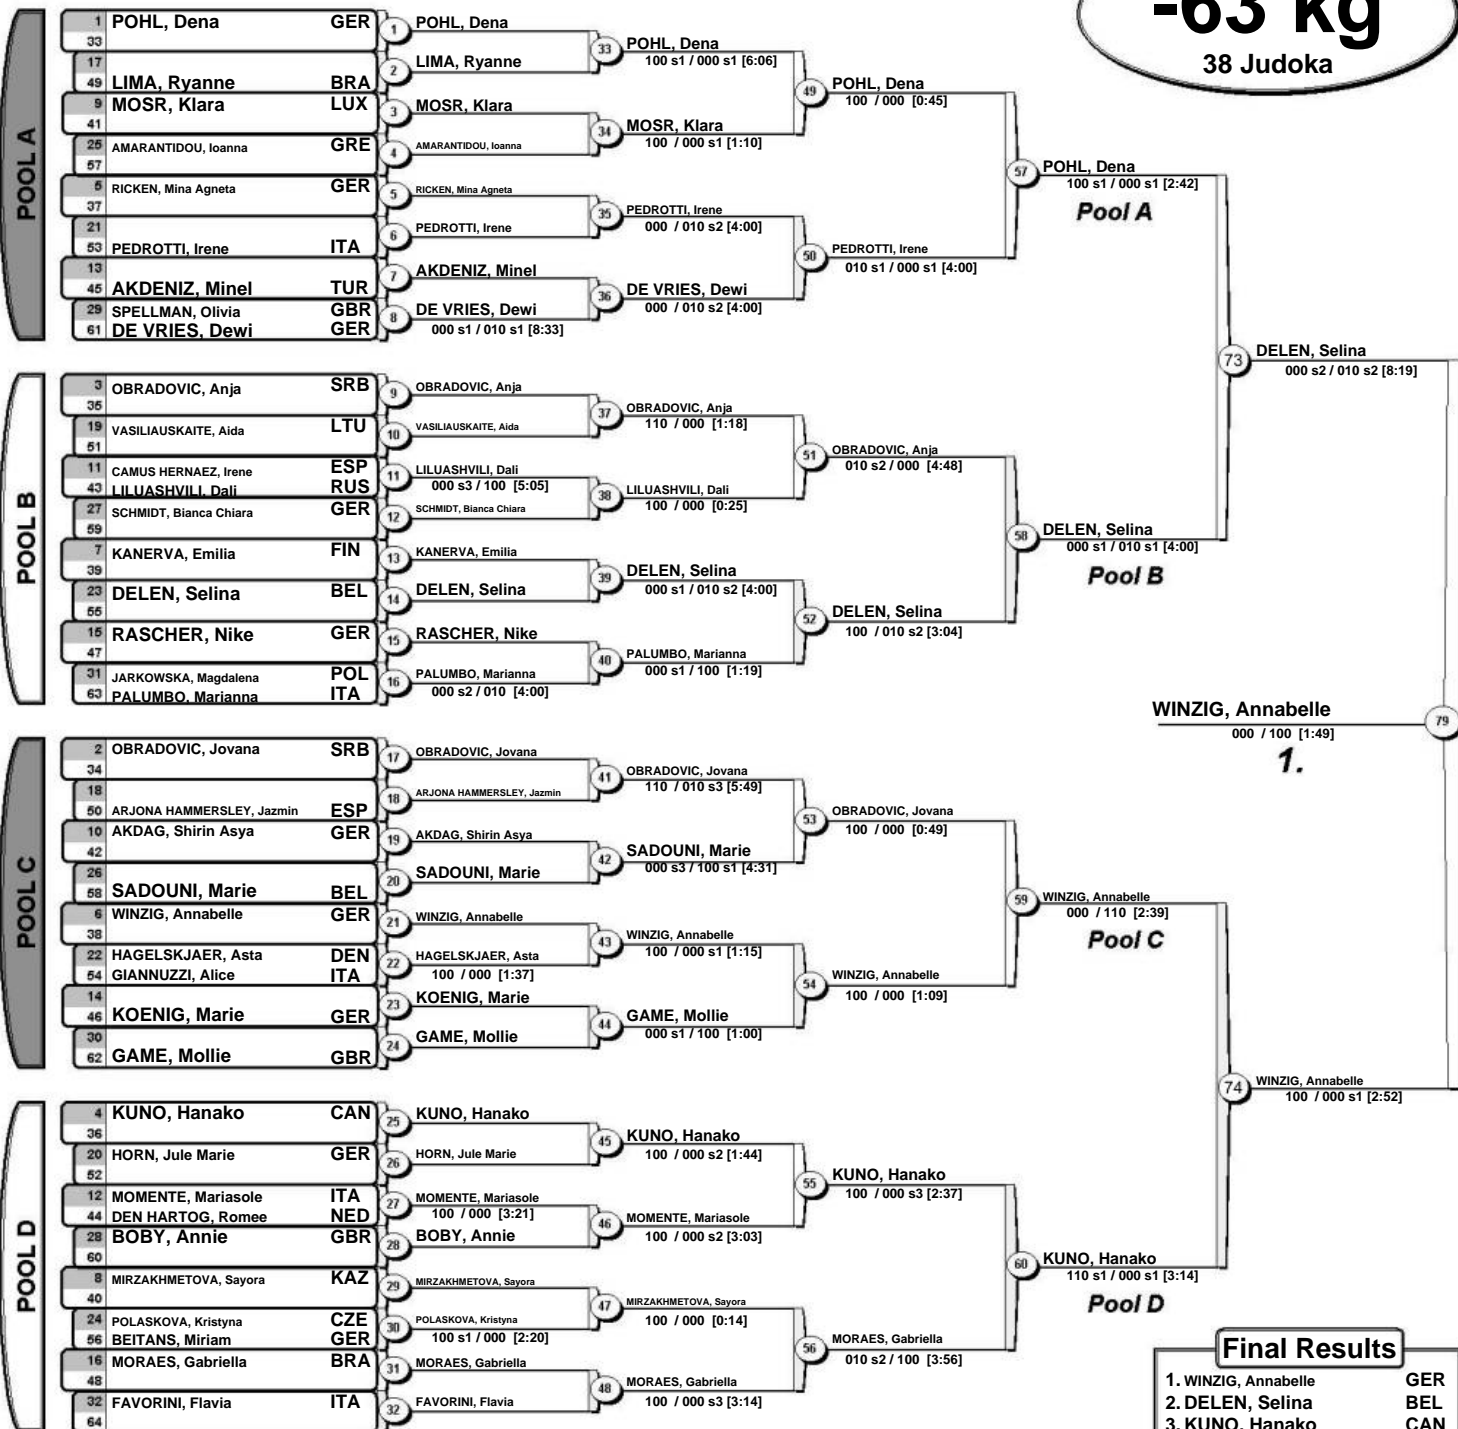 -63 kg
38 Judoka
POOL A
1 POHL, Dena GER
33
17
49 LIMA, Ryanne BRA
9 MOSR, Klara LUX
41
25 AMARANTIDOU, Ioanna GRE
57
5 RICKEN, Mina Agneta GER
37
21
53 PEDROTTI, Irene ITA
13
45 AKDENIZ, Minel TUR
29 SPELLMAN, Olivia GBR
61 DE VRIES, Dewi GER
1 POHL, Dena
2 LIMA, Ryanne
3 MOSR, Klara
4 AMARANTIDOU, Ioanna
5 RICKEN, Mina Agneta
6 PEDROTTI, Irene
7 AKDENIZ, Minel
8 DE VRIES, Dewi
000 s1 / 010 s1 [8:33]
33 POHL, Dena
100 s1 / 000 s1 [6:06]
34 MOSR, Klara
100 / 000 s1 [1:10]
35 PEDROTTI, Irene
000 / 010 s2 [4:00]
36 DE VRIES, Dewi
000 / 010 s2 [4:00]
49 POHL, Dena
100 / 000 [0:45]
50 PEDROTTI, Irene
010 s1 / 000 s1 [4:00]
57 POHL, Dena
100 s1 / 000 s1 [2:42]
Pool A
POOL B
3 OBRADOVIC, Anja SRB
35
19 VASILIAUSKAITE, Aida LTU
51
11 CAMUS HERNAEZ, Irene ESP
43 LILUASHVILI, Dali RUS
27 SCHMIDT, Bianca Chiara GER
59
7 KANERVA, Emilia FIN
39
23 DELEN, Selina BEL
55
15 RASCHER, Nike GER
47
31 JARKOWSKA, Magdalena POL
63 PALUMBO, Marianna ITA
9 OBRADOVIC, Anja
10 VASILIAUSKAITE, Aida
11 LILUASHVILI, Dali
000 s3 / 100 [5:05]
12 SCHMIDT, Bianca Chiara
13 KANERVA, Emilia
14 DELEN, Selina
15 RASCHER, Nike
16 PALUMBO, Marianna
000 s2 / 010 [4:00]
37 OBRADOVIC, Anja
110 / 000 [1:18]
38 LILUASHVILI, Dali
100 / 000 [0:25]
39 DELEN, Selina
000 s1 / 010 s2 [4:00]
40 PALUMBO, Marianna
000 s1 / 100 [1:19]
51 OBRADOVIC, Anja
010 s2 / 000 [4:48]
52 DELEN, Selina
100 / 010 s2 [3:04]
58 DELEN, Selina
000 s1 / 010 s1 [4:00]
Pool B
73 DELEN, Selina
000 s2 / 010 s2 [8:19]
WINZIG, Annabelle 79
000 / 100 [1:49]
1.
POOL C
2 OBRADOVIC, Jovana SRB
34
18
50 ARJONA HAMMERSLEY, Jazmin ESP
10 AKDAG, Shirin Asya GER
42
26
58 SADOUNI, Marie BEL
6 WINZIG, Annabelle GER
38
22 HAGELSKJAER, Asta DEN
54 GIANNUZZI, Alice ITA
14
46 KOENIG, Marie GER
30
62 GAME, Mollie GBR
17 OBRADOVIC, Jovana
18 ARJONA HAMMERSLEY, Jazmin
19 AKDAG, Shirin Asya
20 SADOUNI, Marie
21 WINZIG, Annabelle
22 HAGELSKJAER, Asta
100 / 000 [1:37]
23 KOENIG, Marie
24 GAME, Mollie
41 OBRADOVIC, Jovana
110 / 010 s3 [5:49]
42 SADOUNI, Marie
000 s3 / 100 s1 [4:31]
43 WINZIG, Annabelle
100 / 000 s1 [1:15]
44 GAME, Mollie
000 s1 / 100 [1:00]
53 OBRADOVIC, Jovana
100 / 000 [0:49]
54 WINZIG, Annabelle
100 / 000 [1:09]
59 WINZIG, Annabelle
000 / 110 [2:39]
Pool C
POOL D
4 KUNO, Hanako CAN
36
20 HORN, Jule Marie GER
52
12 MOMENTE, Mariasole ITA
44 DEN HARTOG, Romee NED
28 BOBY, Annie GBR
60
8 MIRZAKHMETOVA, Sayora KAZ
40
24 POLASKOVA, Kristyna CZE
56 BEITANS, Miriam GER
16 MORAES, Gabriella BRA
48
32 FAVORINI, Flavia ITA
64
25 KUNO, Hanako
26 HORN, Jule Marie
27 MOMENTE, Mariasole
100 / 000 [3:21]
28 BOBY, Annie
29 MIRZAKHMETOVA, Sayora
30 POLASKOVA, Kristyna
100 s1 / 000 [2:20]
31 MORAES, Gabriella
32 FAVORINI, Flavia
45 KUNO, Hanako
100 / 000 s2 [1:44]
46 MOMENTE, Mariasole
100 / 000 s2 [3:03]
47 MIRZAKHMETOVA, Sayora
100 / 000 [0:14]
48 MORAES, Gabriella
100 / 000 s3 [3:14]
55 KUNO, Hanako
100 / 000 s3 [2:37]
56 MORAES, Gabriella
010 s2 / 100 [3:56]
60 KUNO, Hanako
110 s1 / 000 s1 [3:14]
Pool D
74 WINZIG, Annabelle
100 / 000 s1 [2:52]
Final Results
1. WINZIG, Annabelle GER
2. DELEN, Selina BEL
3. KUNO, Hanako CAN